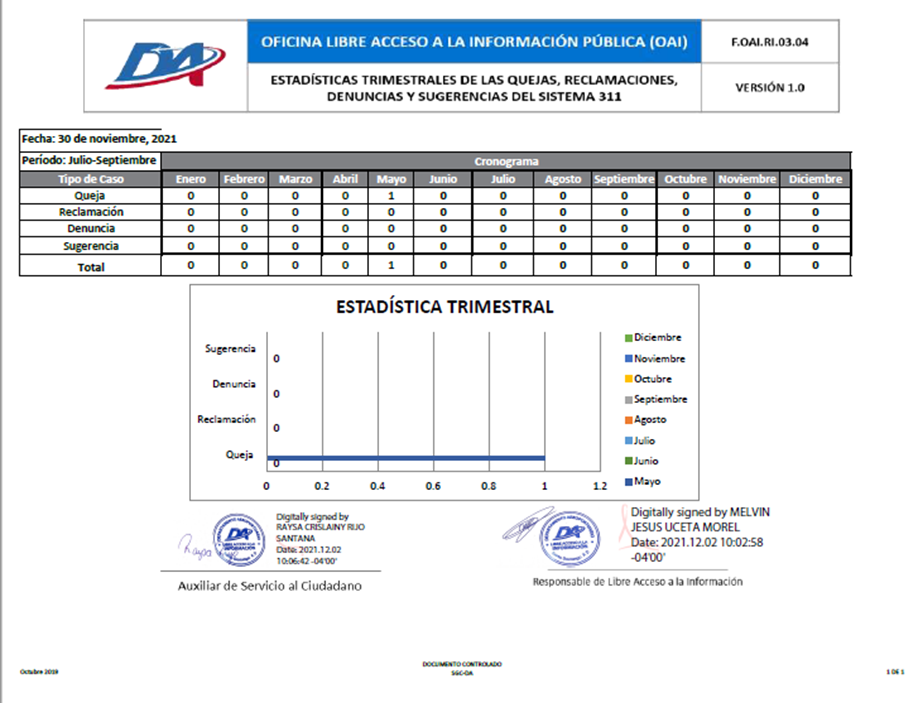 DA
OFICINA LIBRE ACCESO A LA INFORMACIÓN PÚBLICA (OAI)
F.OAI.RI.03.04
ESTADÍSTICAS TRIMESTRALES DE LAS QUEJAS, RECLAMACIONES,
DENUNCIAS Y SUGERENCIAS DEL SISTEMA 311
VERSIÓN 1.0
Fecha: 30 de noviembre, 2021
Período: Julio-Septiembre Cronograma
Tipo de Caso Enero Febrero Marzo Abril Mayo Junio Julio Agosto Septiembre Octubre Noviembre Diciembre
Queja 0 0 0 0 1 0 0 0 0 0 0 0
Reclamación 0 0 0 0 0 0 0 0 0 0 0 0
Denuncia 0 0 0 0 0 0 0 0 0 0 0 0
Sugerencia 0 0 0 0 0 0 0 0 0 0 0 0
Total 0 0 0 0 1 0 0 0 0 0 0 0
ESTADÍSTICA TRIMESTRAL
Sugerencia 0
Denuncia 0
Reclamación 0
Queja 0
0 0.2 0.4 0.6 0.8 1 1.2
Diciembre
Noviembre
Octubre
Septiembre
Agosto
Julio
Junio
Mayo
Raysa
DA
Digitally signed by
RAYSA CRISLAINY RIJO
SANTANA
Date: 2021.12.02
10:06:42 -04'00'
Auxiliar de Servicio al Ciudadano
DA
Digitally signed by MELVIN
JESUS UCETA MOREL
Date: 2021.12.02 10:02:58
-04'00'
Responsable de Libre Acceso a la Información
Octubre 2019
DOCUMENTO CONTROLADO
SGC-DA
1 DE 1